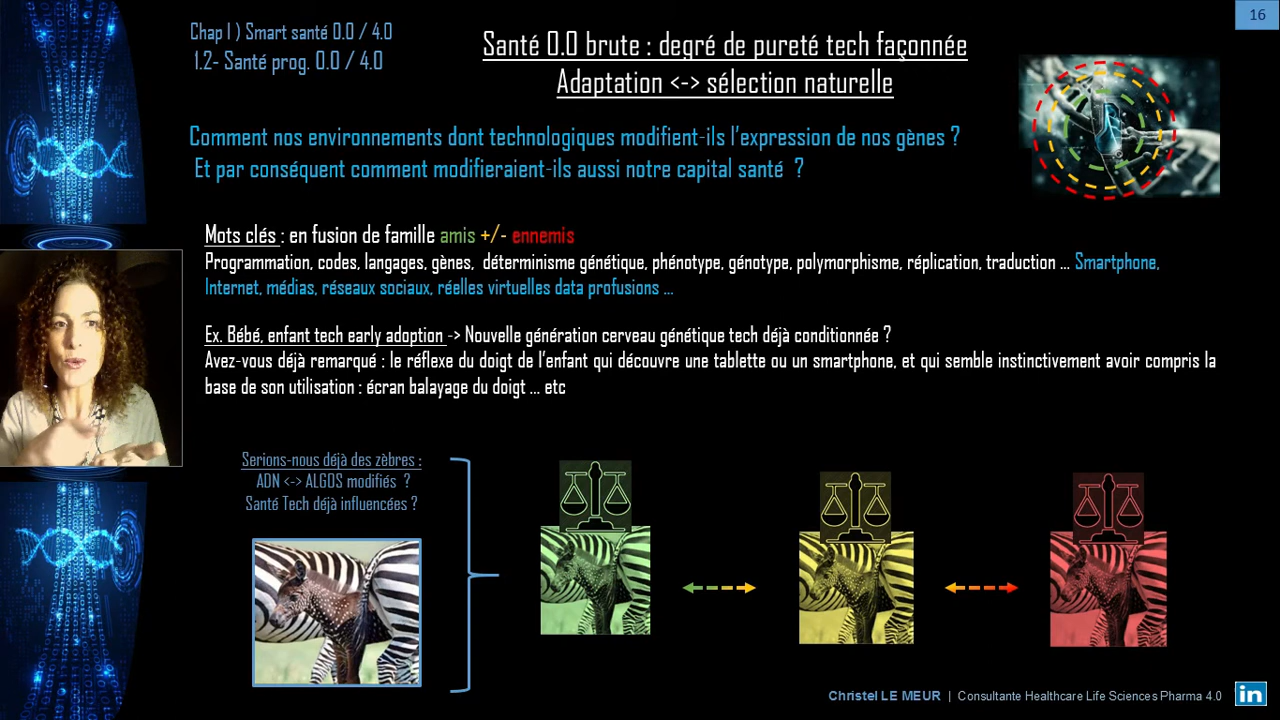 16
Chap I ) Smart santé 0.0 / 4.0
1.2- Santé prog. 0.0 / 4.0
Santé 0.0 brute : degré de pureté tech façonnée
Adaptation <-> sélection naturelle
Comment nos environnements dont technologiques modifient-ils l'expression de nos gènes ?
Et par conséquent comment modifieraient-ils aussi notre capital santé ?
Mots clés : en fusion de famille amis +/- ennemis
Programmation, codes, langages, gènes, déterminisme génétique, phénotype, génotype, polymorphisme, réplication, traduction ... Smartphone,
Internet, médias, réseaux sociaux, réelles virtuelles data profusions ...
Ex. Bébé, enfant tech early adoption -> Nouvelle génération cerveau génétique tech déjà conditionnée ?
Avez-vous déjà remarqué : le réflexe du doigt de l'enfant qui découvre une tablette ou un smartphone, et qui semble instinctivement avoir compris la
base de son utilisation : écran balayage du doigt ... etc
Serions-nous déjà des zèbres :
ADN <-> ALGOS modifiés ?
Santé Tech déjà influencées ?
Christel LE MEUR | Consultante Healthcare Life Sciences Pharma 4.0
in